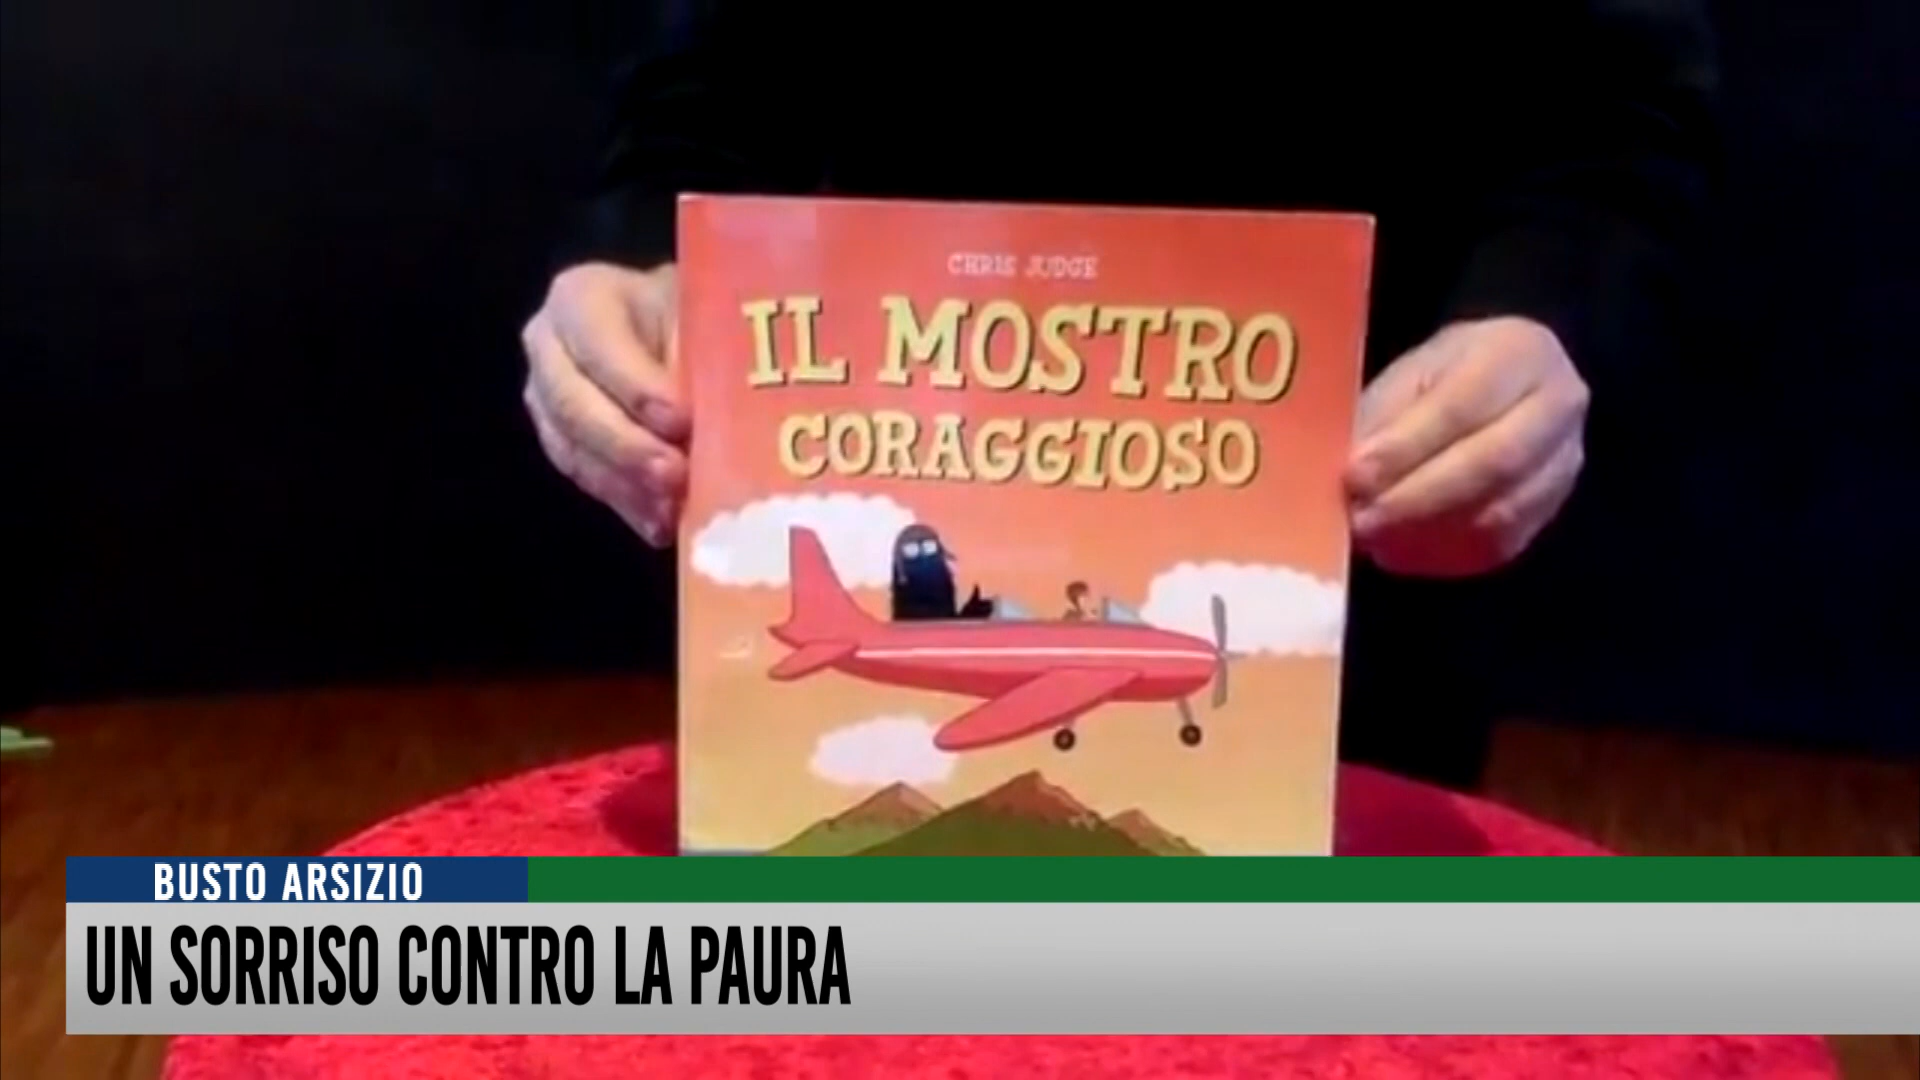 CHRIS JUDGE
IL MOSTRO
CORAGGIOSO
BUSTO ARSIZIO
UN SORRISO CONTRO LA PAURA